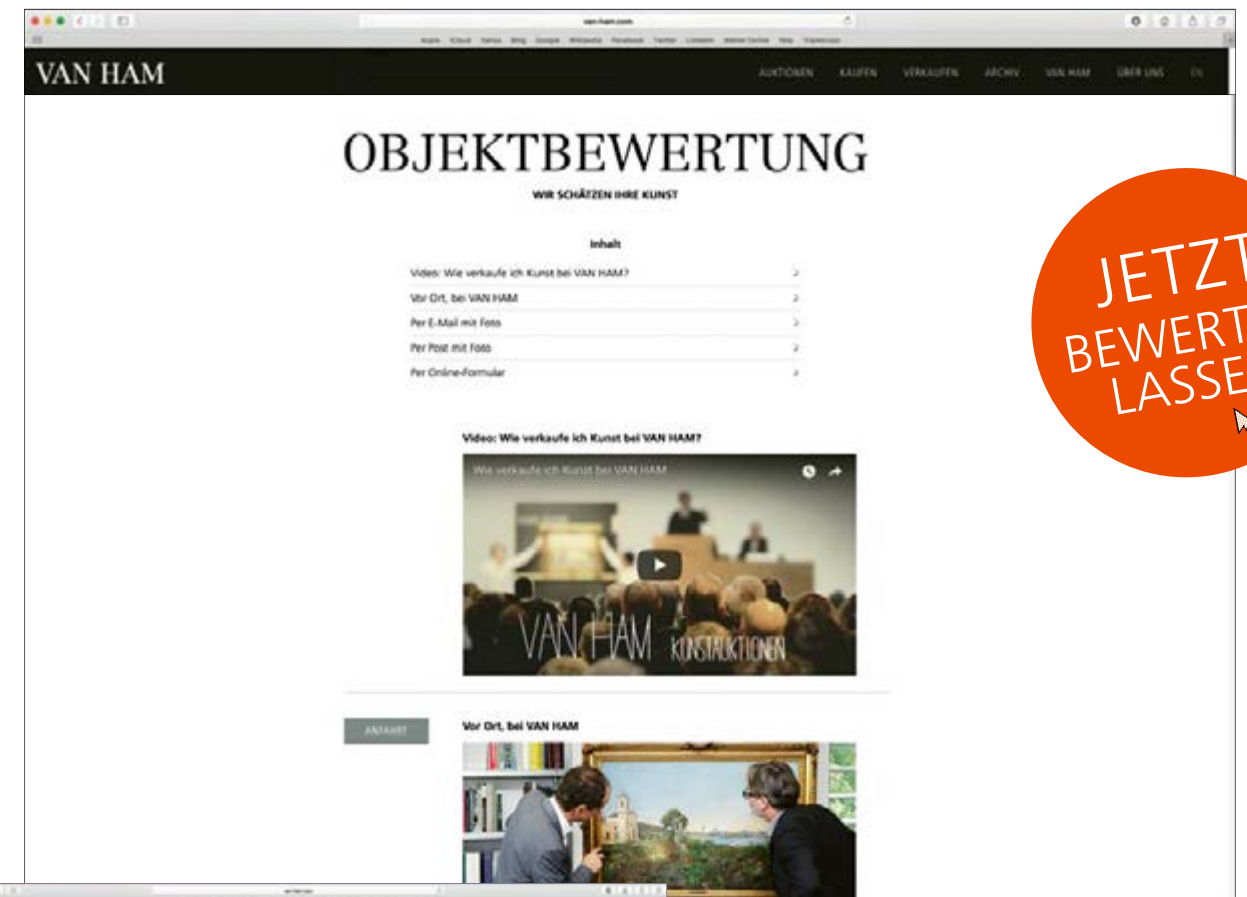 van-ham.com
VAN HAM
AUKTIONEN KAUFEN VERKAUFEN ARCHIV VAN HAM ÜBER UNS EN
OBJEKTBEWERTUNG
WIR SCHÄTZEN IHRE KUNST
Inhalt
Video: Wie verkaufe ich Kunst bei VAN HAM?
Vor Ort, bei VAN HAM
Per E-Mail mit Foto
Per Post mit Foto
Per Online-Formular
JETZT
BEWERT
LASSE
Video: Wie verkaufe ich Kunst bei VAN HAM?
Wie verkaufe ich Kunst bei VAN HAM
VAN HAM KUNSTAUKTIONEN
ANFAHRT
Vor Ort, bei VAN HAM